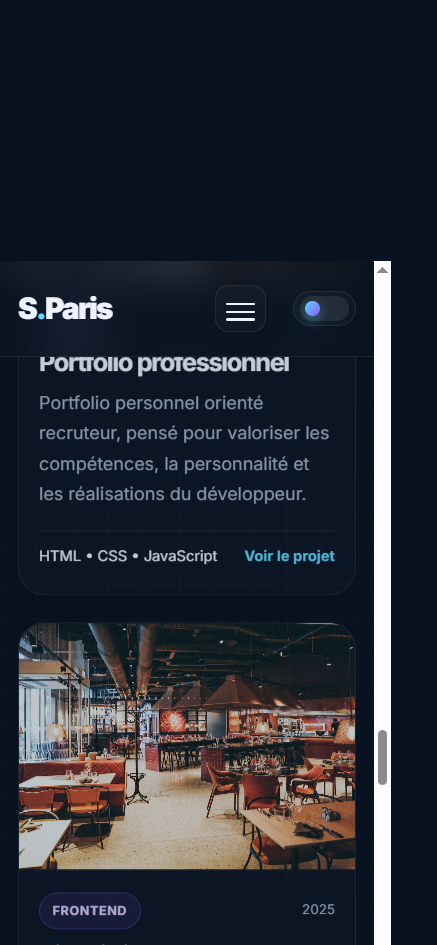 S.Paris
Portfolio professionnel
Portfolio personnel orienté
recruteur, pensé pour valoriser les
compétences, la personnalité et
les réalisations du développeur.
HTML • CSS • JavaScript
Voir le projet
FRONTEND
2025